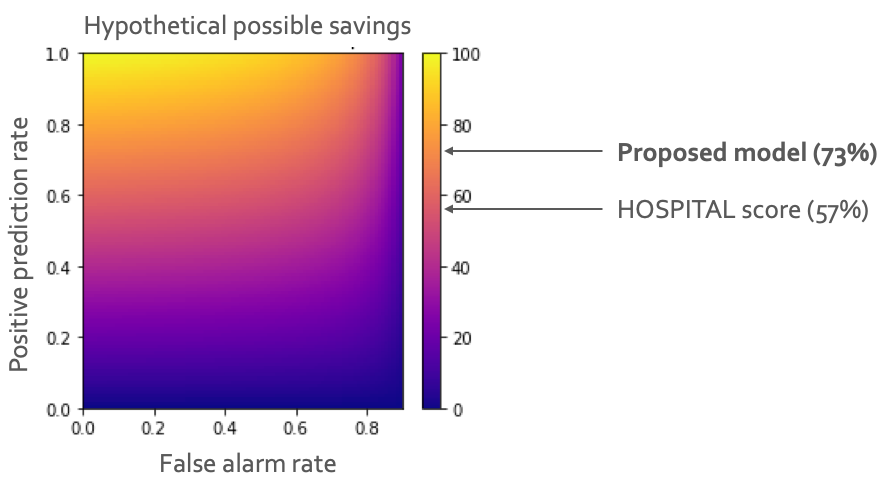 Hypothetical possible savings
1.0
0.8
0.6
0.4
0.2
0.0
Positive prediction rate
0.0 0.2 0.4 0.6 0.8
False alarm rate
100
80
60
40
20
0
Proposed model (73%)
HOSPITAL score (57%)